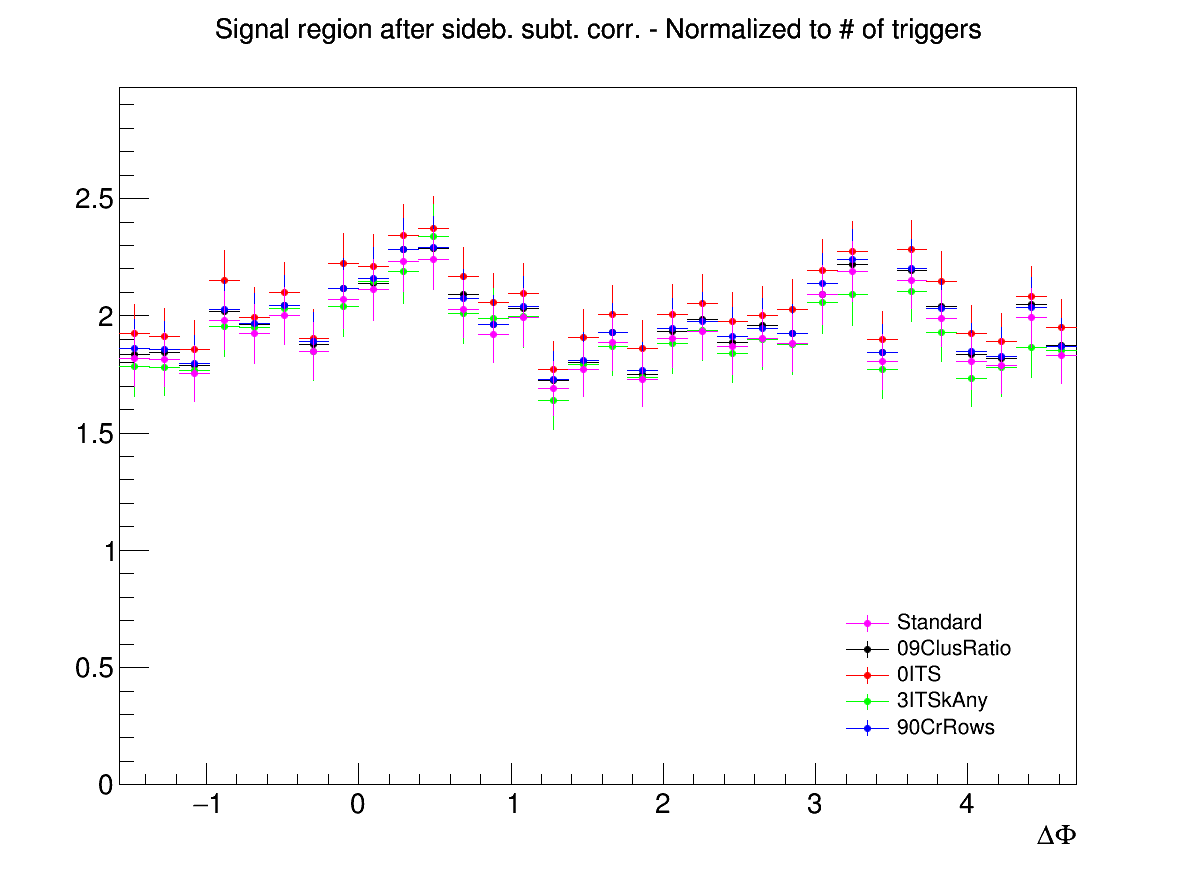 Signal region after sideb. subt. corr. - Normalized to # of triggers
2.5
2
1.5
1
0.5
0
Standard
09ClusRatio
0ITS
3ITSkAny
90CrRows
−1 0 1 2 3 4
ΔΦ